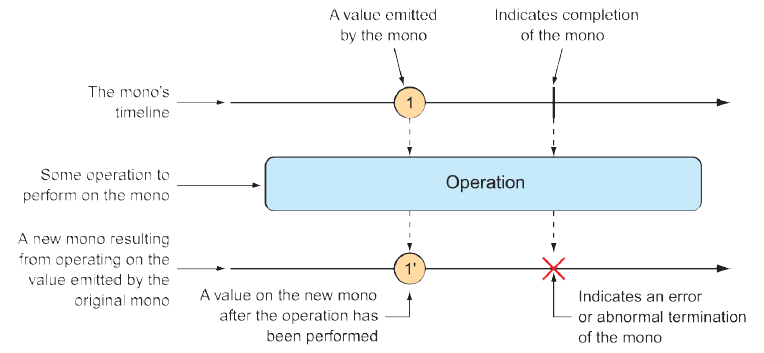 A value emitted
by the mono
Indicates completion
of the mono
The mono's
timeline
1
Some operation to
perform on the mono
Operation
A new mono resulting
from operating on the
value emitted by the
original mono
1'
A value on the new mono
after the operation has
been performed
Indicates an error
or abnormal termination
of the mono